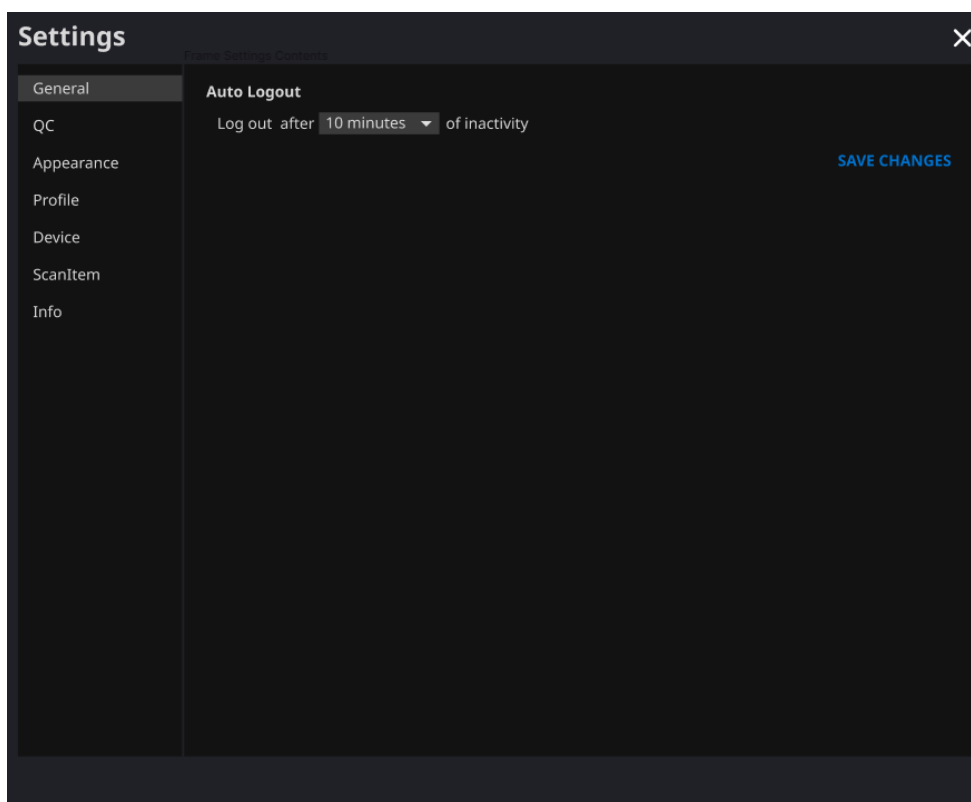 Settings
Frame Settings Contents
General
QC
Appearance
Profile
Device
ScanItem
Info
Auto Logout
Log out after 10 minutes of inactivity
SAVE CHANGES